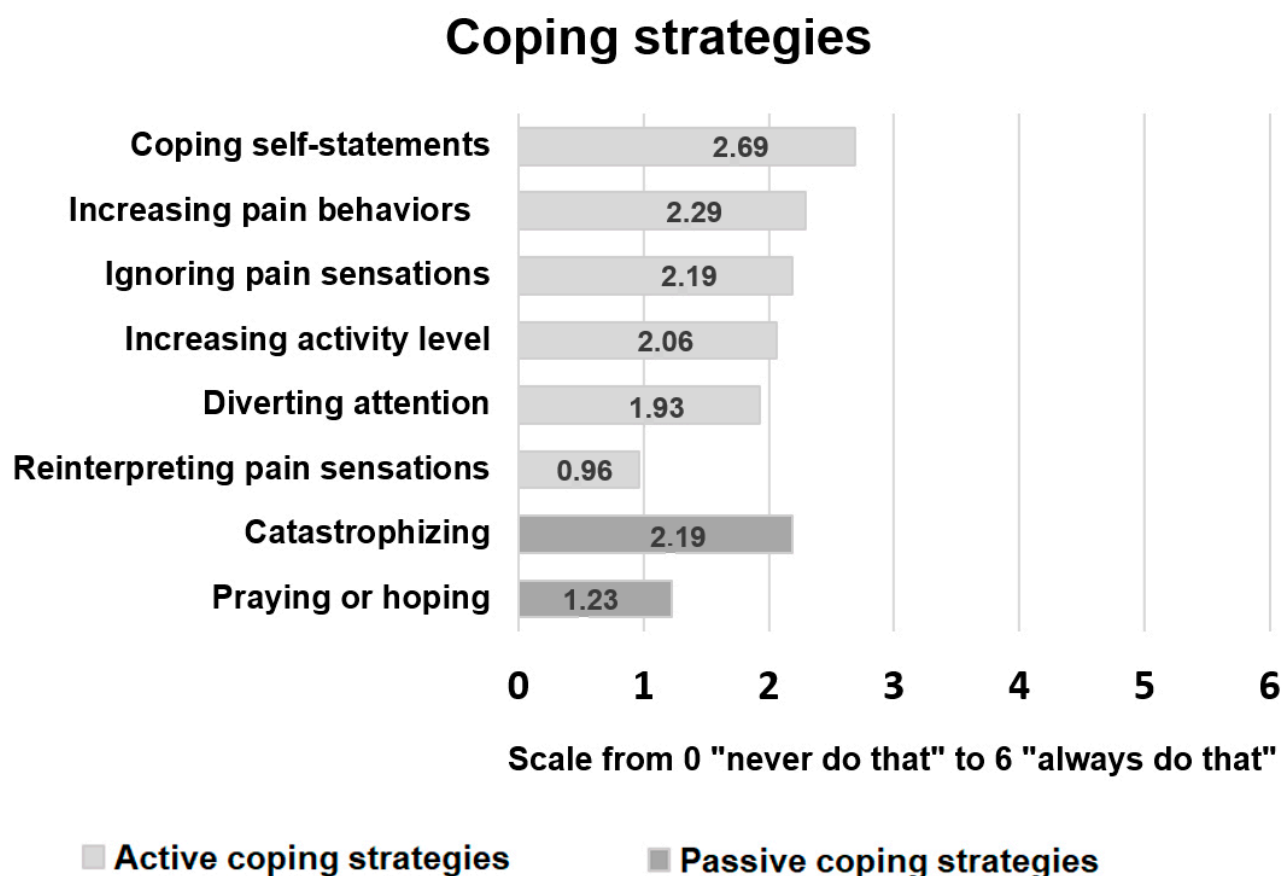 Coping strategies
Coping self-statements 2.69
Increasing pain behaviors 2.29
Ignoring pain sensations 2.19
Increasing activity level 2.06
Diverting attention 1.93
Reinterpreting pain sensations 0.96
Catastrophizing 2.19
Praying or hoping 1.23
0 1 2 3 4 5 6
Scale from 0 "never do that" to 6 "always do that"
Active coping strategies Passive coping strategies